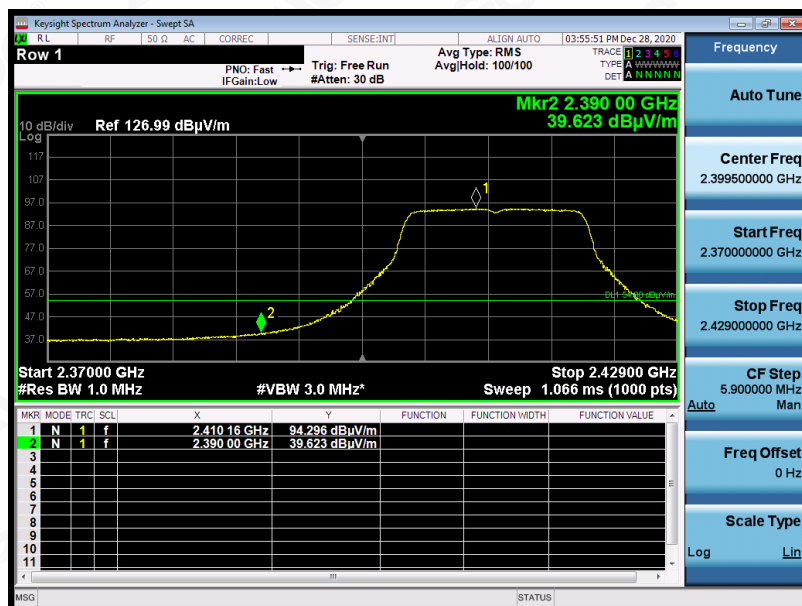 Keysight Spectrum Analyzer - Swept SA
LXI RL RF 50 Ω AC CORREC SENSE:INT ALIGN AUTO 03:55:51 PM Dec 28, 2020
Row 1
PNO: Fast
IFGain:Low
Trig: Free Run
#Atten: 30 dB
Avg Type: RMS
Avg|Hold: 100/100
TRACE 1 2 3 4 5 6
TYPE A WWWWW
DET A N N N N N
Mkr2 2.390 00 GHz
39.623 dBµV/m
10 dB/div Ref 126.99 dBµV/m
Log
117
107
97.0
87.0
77.0
67.0
57.0
47.0
37.0
1
2
DL1 54.00 dBµV/m
Start 2.37000 GHz Stop 2.42900 GHz
#Res BW 1.0 MHz #VBW 3.0 MHz* Sweep 1.066 ms (1000 pts)
MKR MODE TRC SCL X Y FUNCTION FUNCTION WIDTH FUNCTION VALUE
1 N 1 f 2.410 16 GHz 94.296 dBµV/m
2 N 1 f 2.390 00 GHz 39.623 dBµV/m
3
4
5
6
7
8
9
10
11
MSG STATUS
Frequency
Auto Tune
Center Freq
2.399500000 GHz
Start Freq
2.370000000 GHz
Stop Freq
2.429000000 GHz
CF Step
5.900000 MHz
Auto Man
Freq Offset
0 Hz
Scale Type
Log Lin